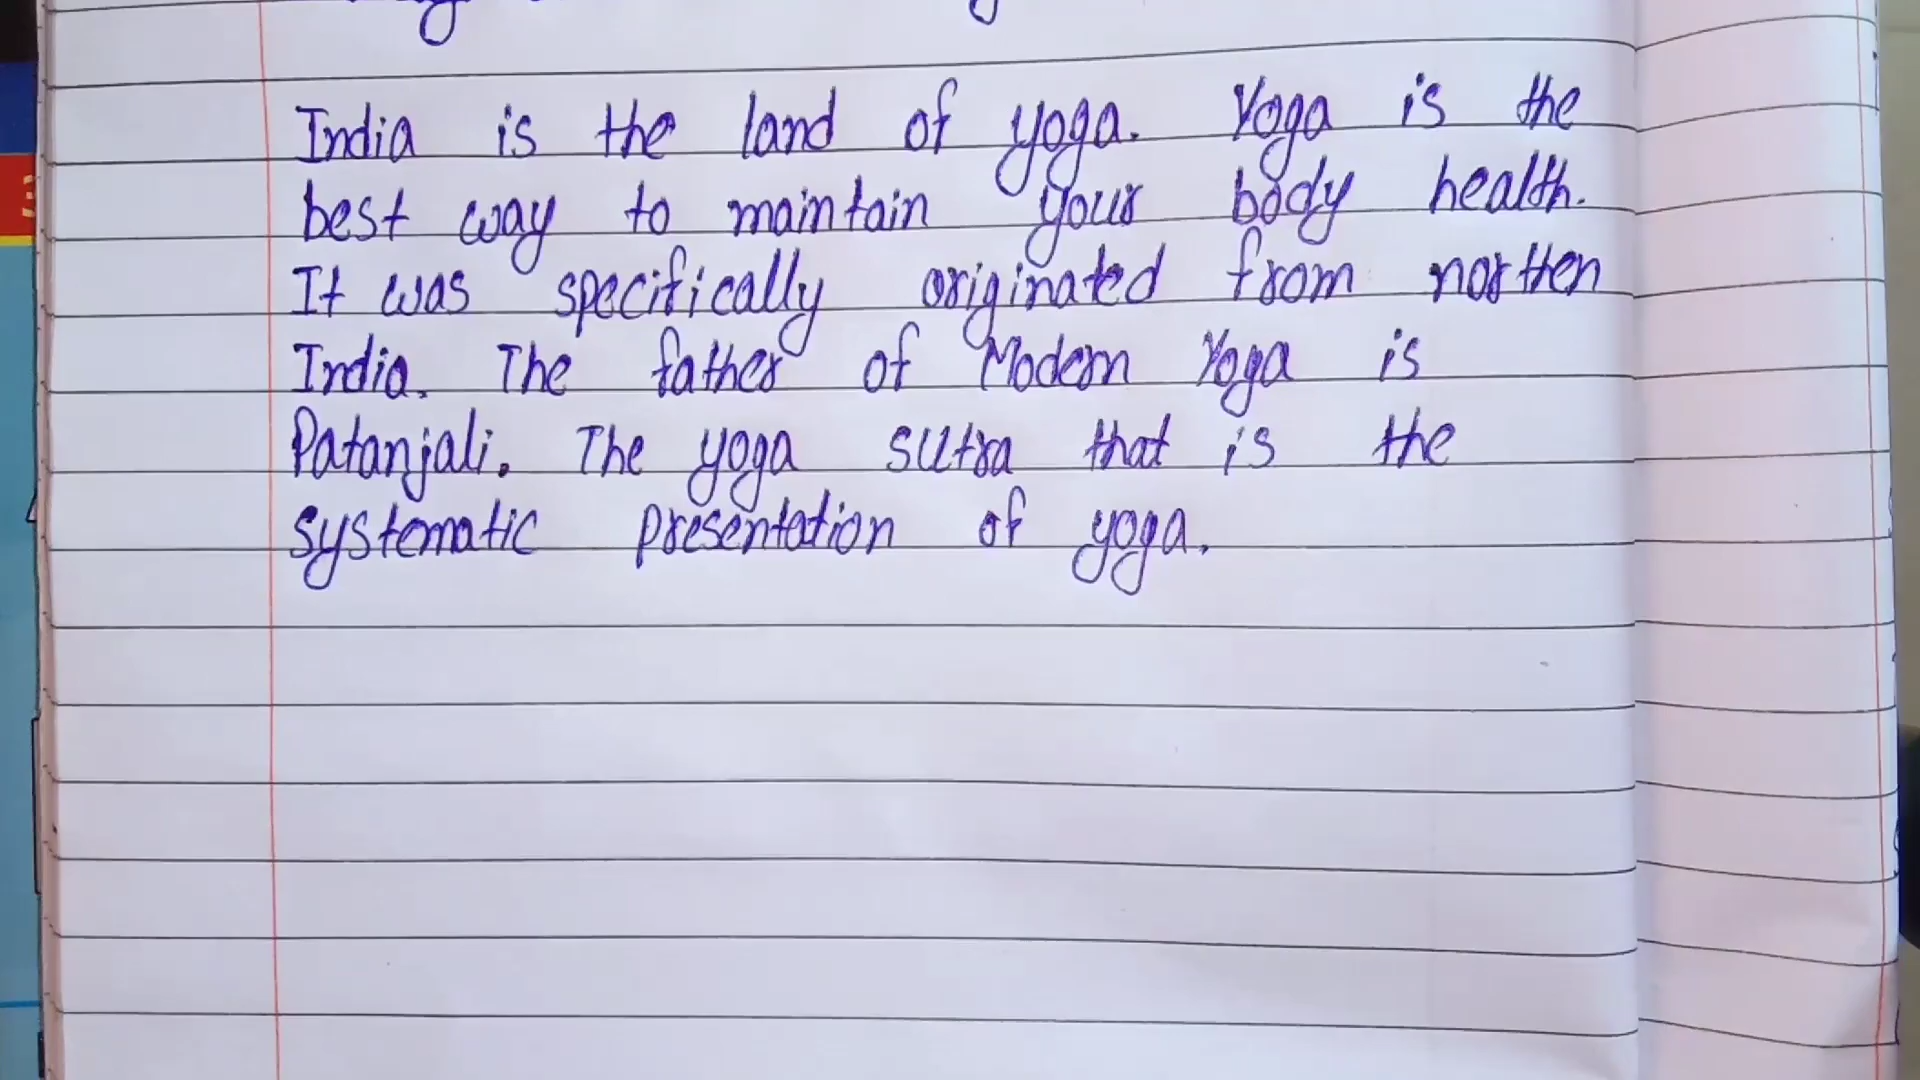 India is the land of yoga. Yoga is the
best way to maintain your body health.
It was specifically originated from northen
India. The father of Modern Yoga is
Patanjali. The yoga sutra that is the
systematic presentation of yoga.